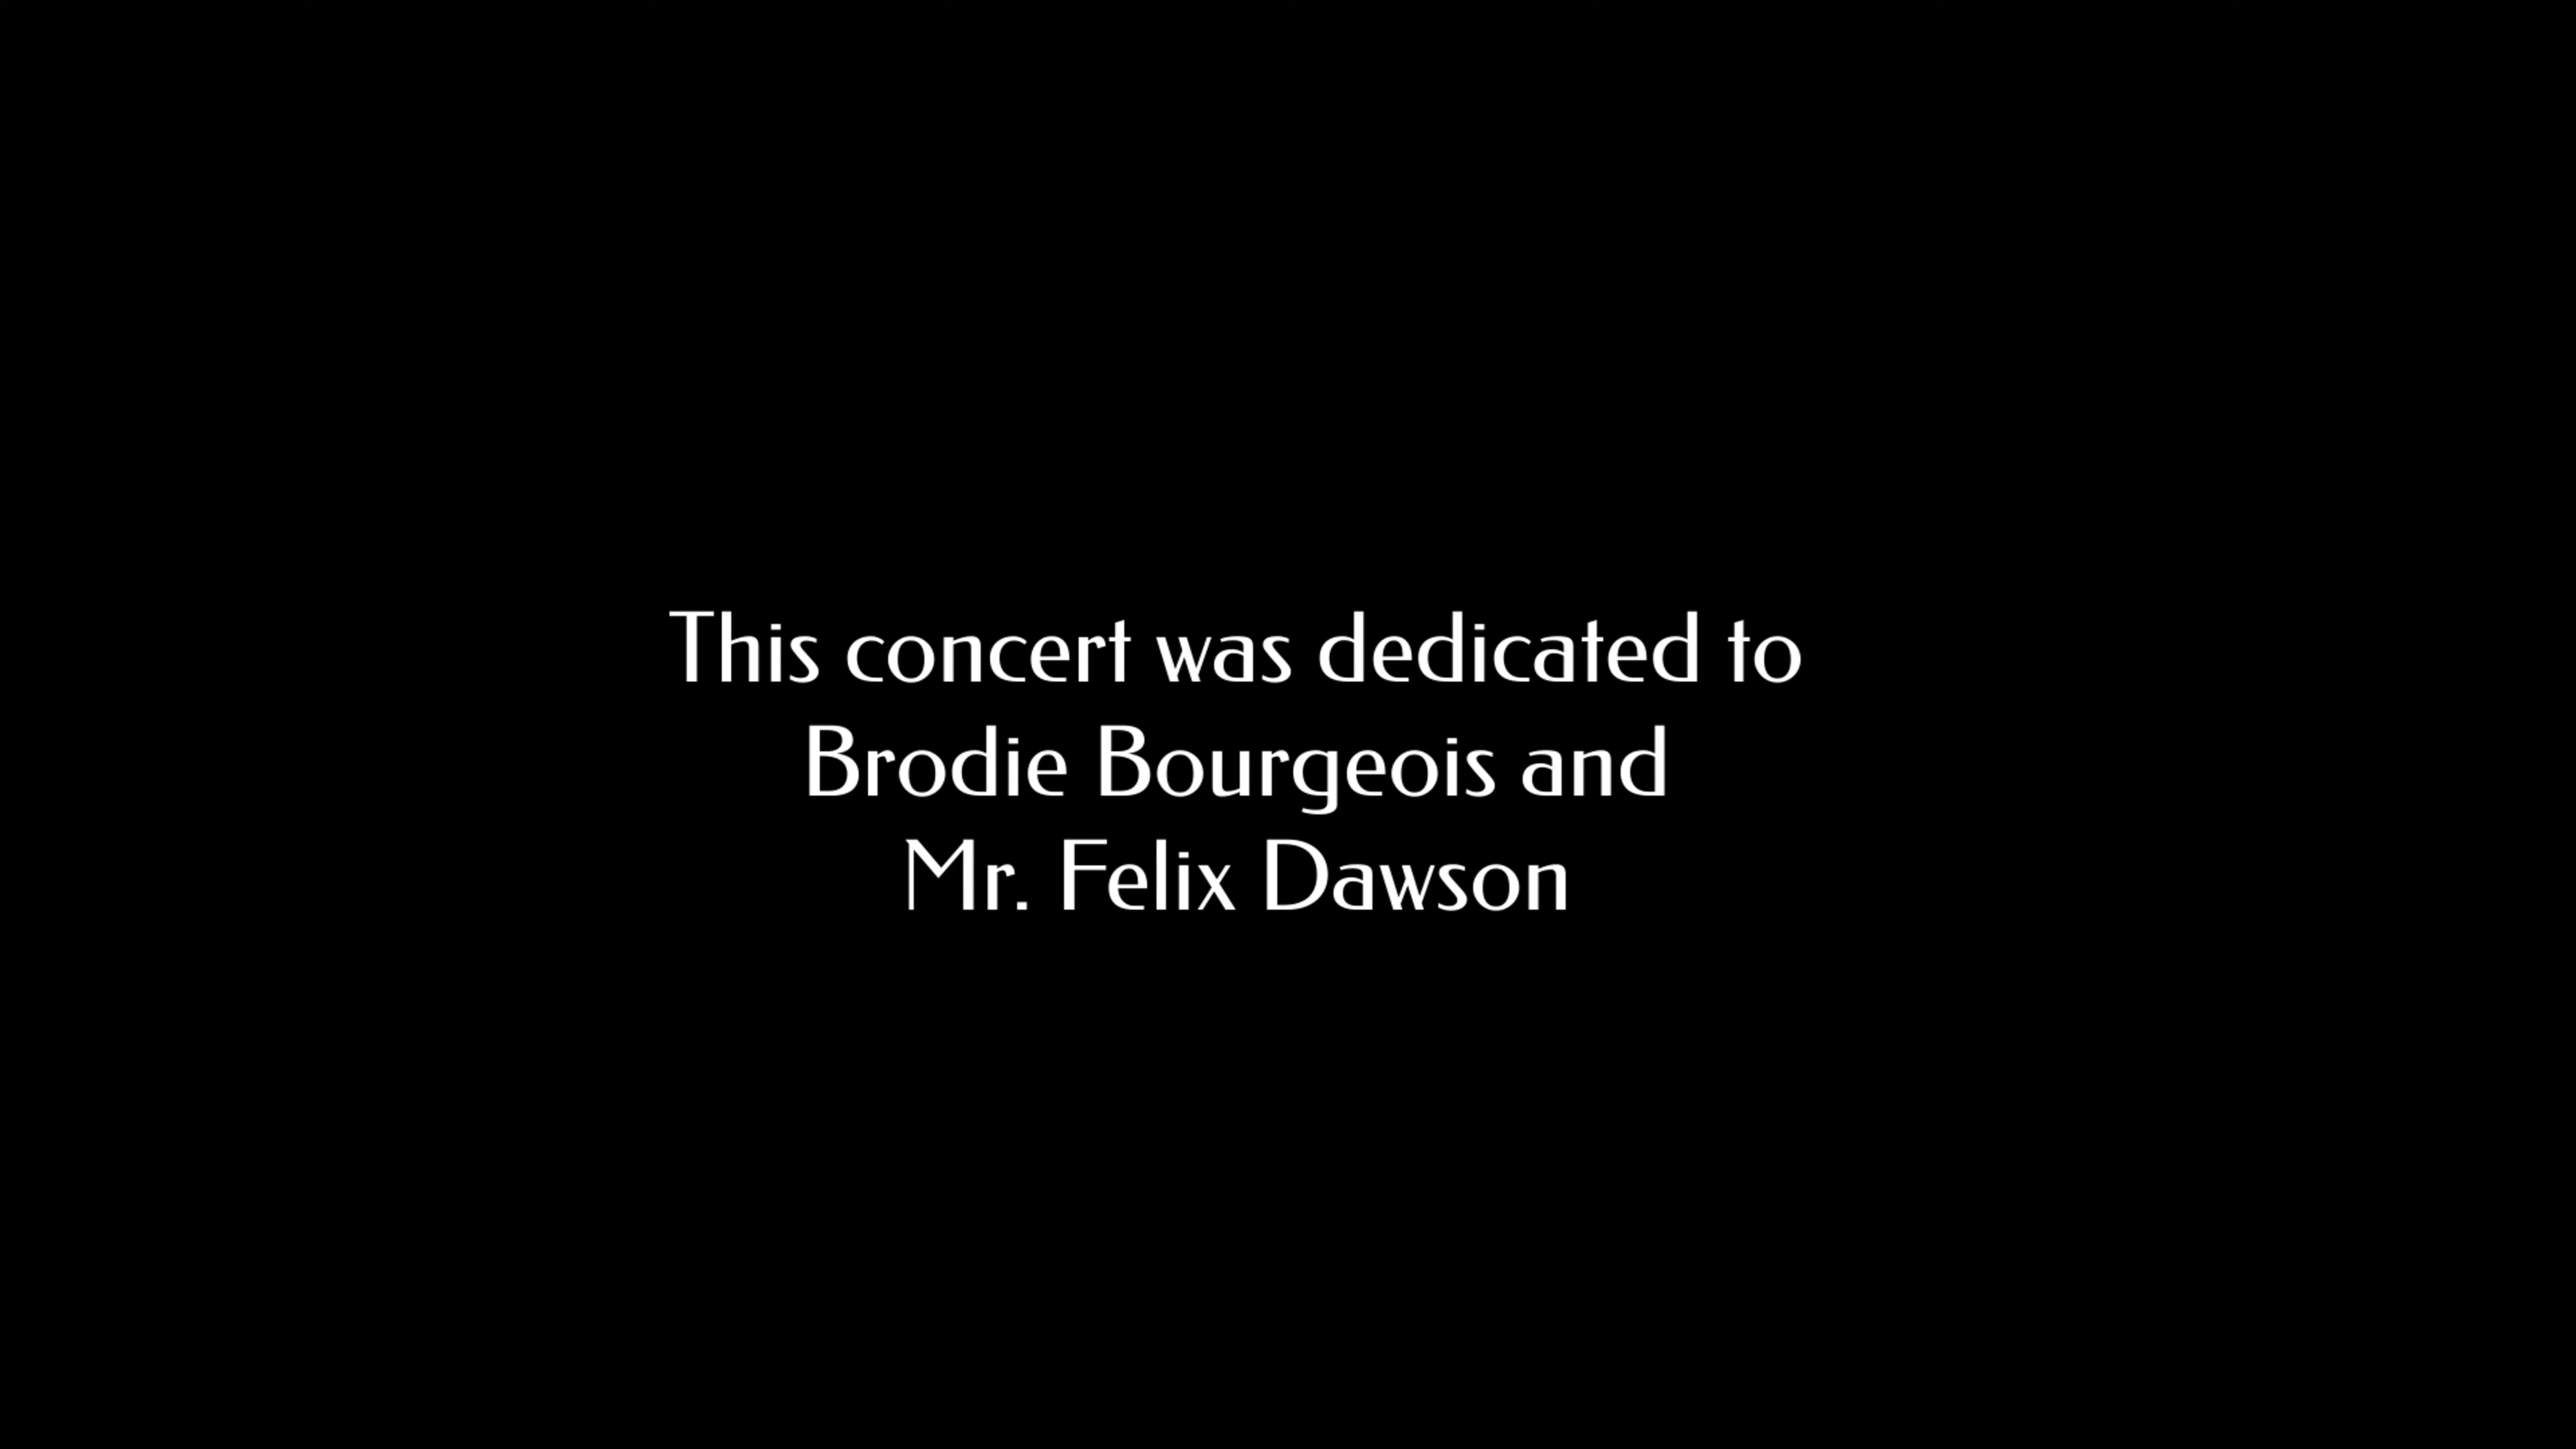 This concert was dedicated to
Brodie Bourgeois and
Mr. Felix Dawson